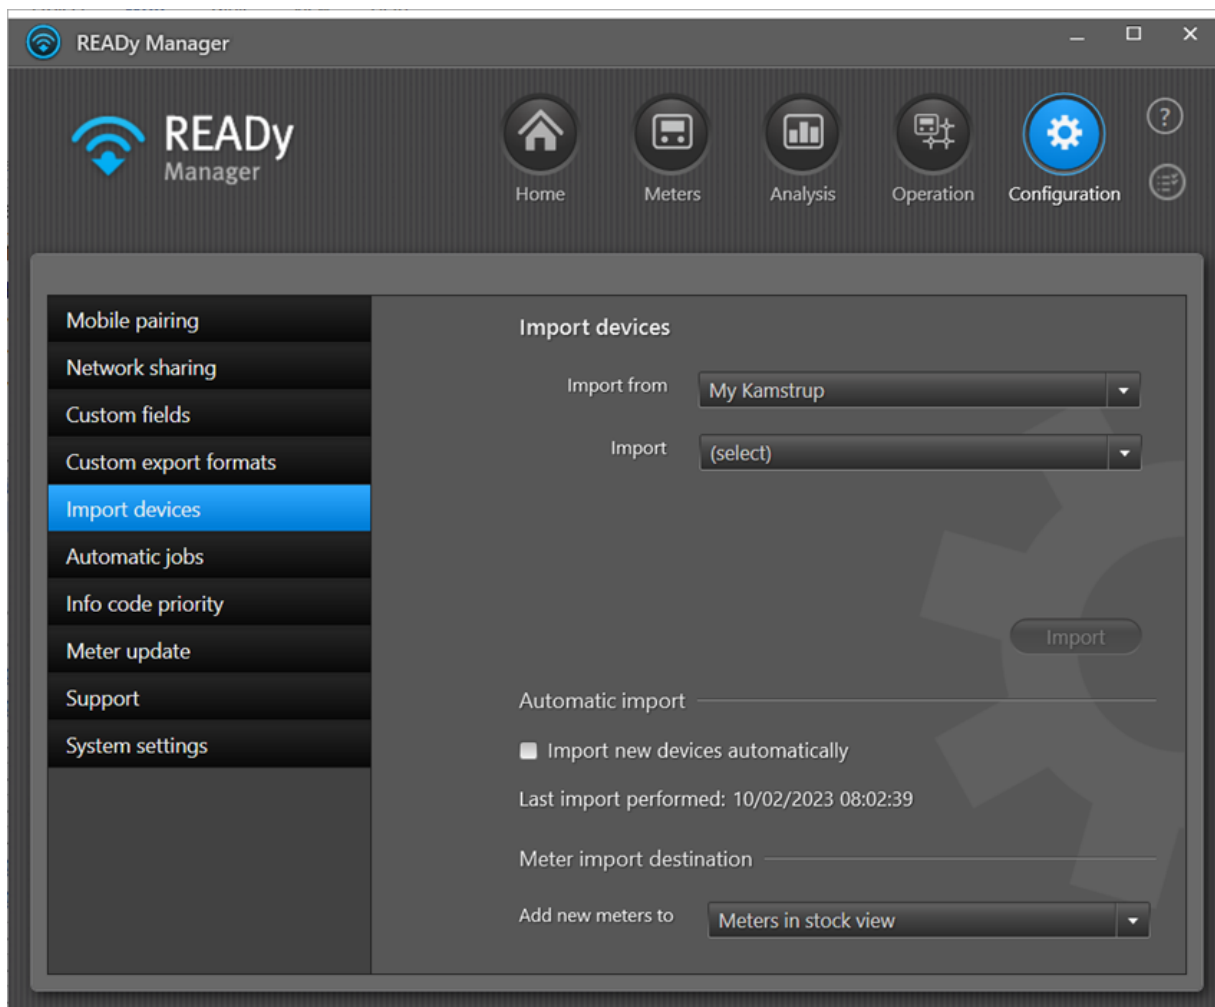 READy Manager
READy
Manager
Home
Meters
Analysis
Operation
Configuration
?
Mobile pairing
Network sharing
Custom fields
Custom export formats
Import devices
Automatic jobs
Info code priority
Meter update
Support
System settings
Import devices
Import from My Kamstrup
Import (select)
Import
Automatic import
Import new devices automatically
Last import performed: 10/02/2023 08:02:39
Meter import destination
Add new meters to Meters in stock view